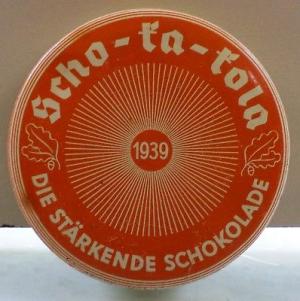 Scho-ka-kola
1939
DIE STÄRKENDE SCHOKOLADE